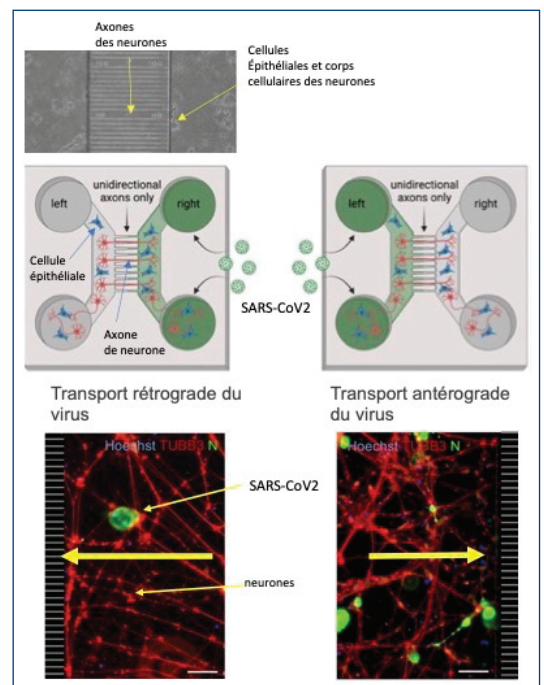 Axones
des neurones
Cellules
Épithéliales et corps
cellulaires des neurones
unidirectional
axons only
left
right
Cellule
épithéliale
Axone
de neurone
SARS-CoV2
unidirectional
axons only
left
right
Transport rétrograde du
virus
Transport antérograde
du virus
Hoechst TUBB3 N
SARS-CoV2
neurones
Hoechst TUBB3 N